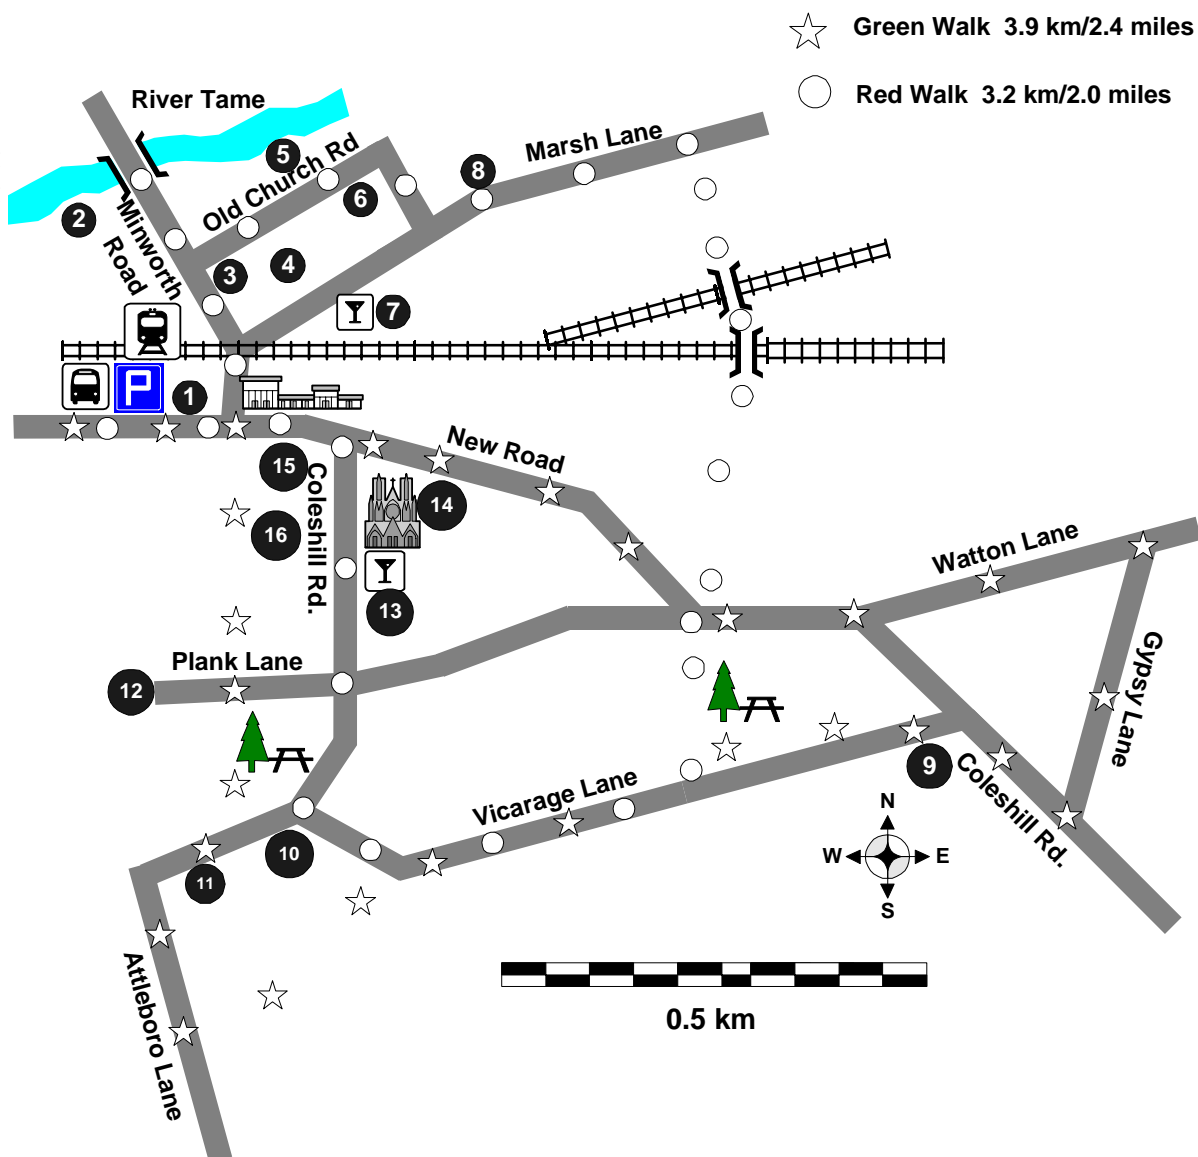 Green Walk 3.9 km/2.4 miles
Red Walk 3.2 km/2.0 miles
River Tame
Marsh Lane
5
Old Church Rd
8
6
2
Minworth
Road
3
4
7
P
1
New Road
15
Coleshill Rd.
14
16
Watton Lane
13
Plank Lane
12
Gypsy Lane
9
Coleshill Rd.
Vicarage Lane
N
W
E
S
10
11
Attleboro Lane
0.5 km